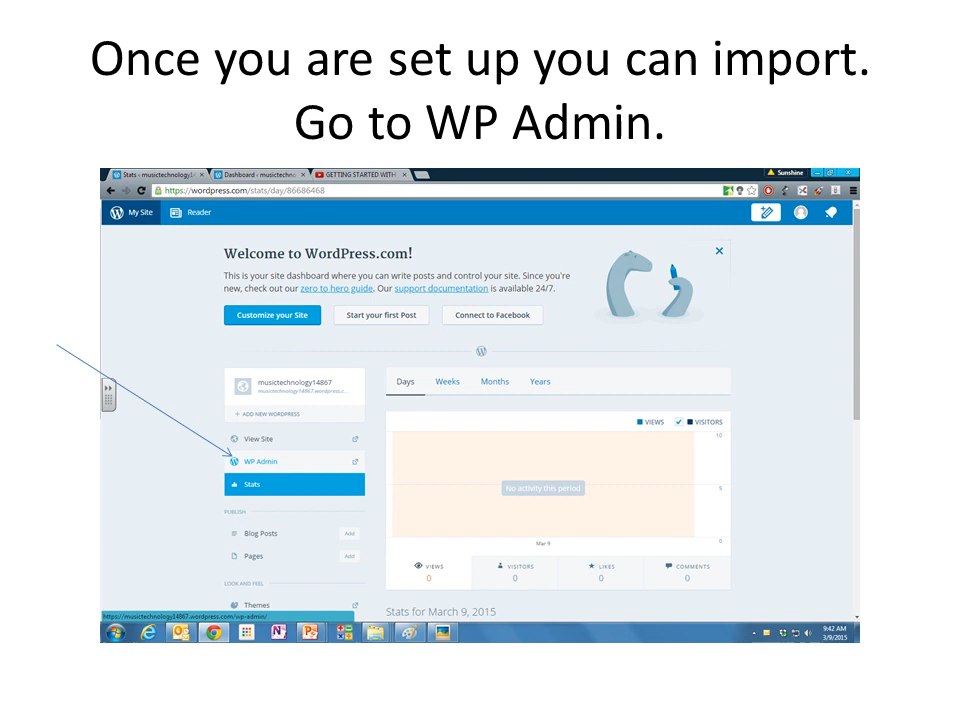 Once you are set up you can import.
Go to WP Admin.
Stats - musictechnology1
Dashboard - musictechno
GETTING STARTED WITH
Sunshine
https://wordpress.com/stats/day/86686468
My Site
Reader
Welcome to WordPress.com!
This is your site dashboard where you can write posts and control your site. Since you're
new, check out our zero to hero guide. Our support documentation is available 24/7.
Customize your Site
Start your first Post
Connect to Facebook
musictechnology14867
musictechnology14867.wordpress.c...
+ ADD NEW WORDPRESS
View Site
WP Admin
Stats
PUBLISH
Blog Posts
Add
Pages
Add
LOOK AND FEEL
Themes
Days
Weeks
Months
Years
VIEWS
VISITORS
10
5
0
No activity this period
Mar 9
VIEWS
0
VISITORS
0
LIKES
0
COMMENTS
0
Stats for March 9, 2015
https://musictechnology14867.wordpress.com/wp-admin/
9:42 AM
3/9/2015